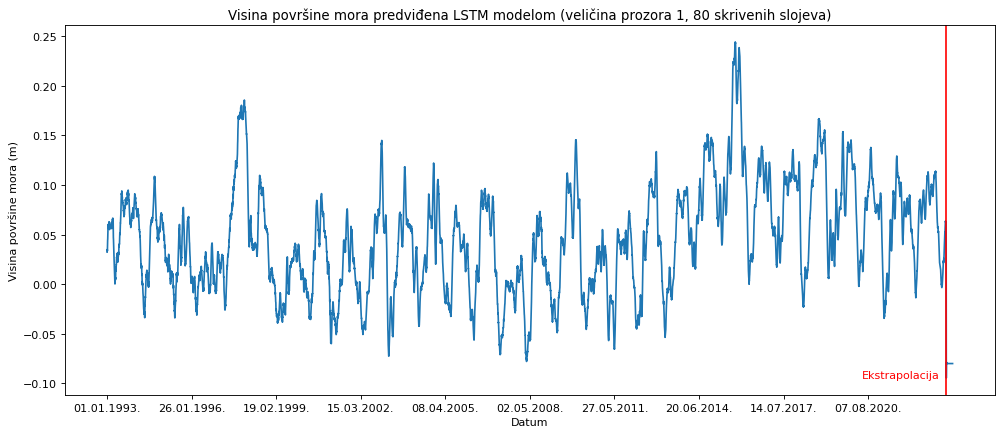 Visina površine mora predviđena LSTM modelom (veličina prozora 1, 80 skrivenih slojeva)
Visina površine mora (m)
0.25
0.20
0.15
0.10
0.05
0.00
−0.05
−0.10
Ekstrapolacija
01.01.1993. 26.01.1996. 19.02.1999. 15.03.2002. 08.04.2005. 02.05.2008. 27.05.2011. 20.06.2014. 14.07.2017. 07.08.2020.
Datum